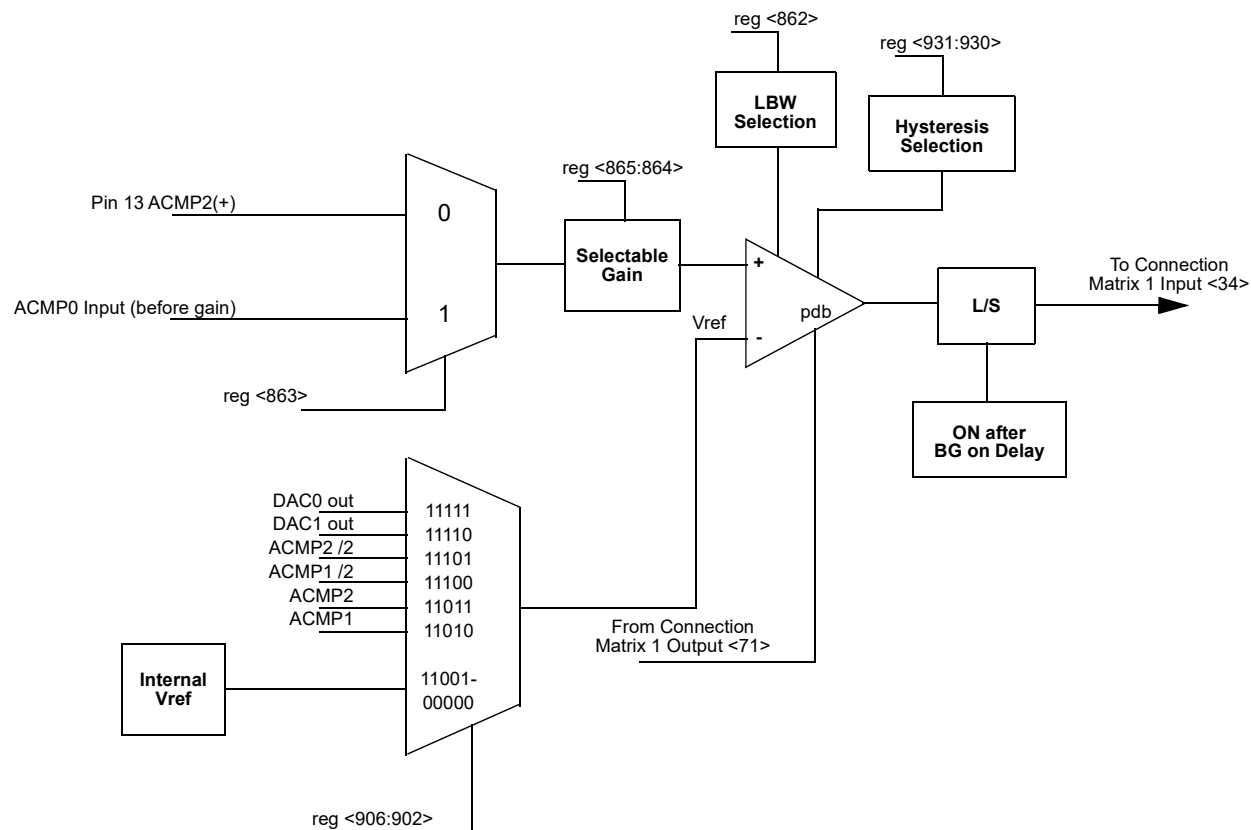 reg <862>
reg <931:930>
LBW
Selection
Hysteresis
Selection
reg <865:864>
Pin 13 ACMP2(+)
0
Selectable
Gain
+
To Connection
Matrix 1 Input <34>
ACMP0 Input (before gain)
1
Vref
pdb
-
L/S
reg <863>
ON after
BG on Delay
DAC0 out
11111
DAC1 out
11110
ACMP2 /2
11101
ACMP1 /2
11100
ACMP2
11011
ACMP1
11010
From Connection
Matrix 1 Output <71>
Internal
Vref
11001-
00000
reg <906:902>